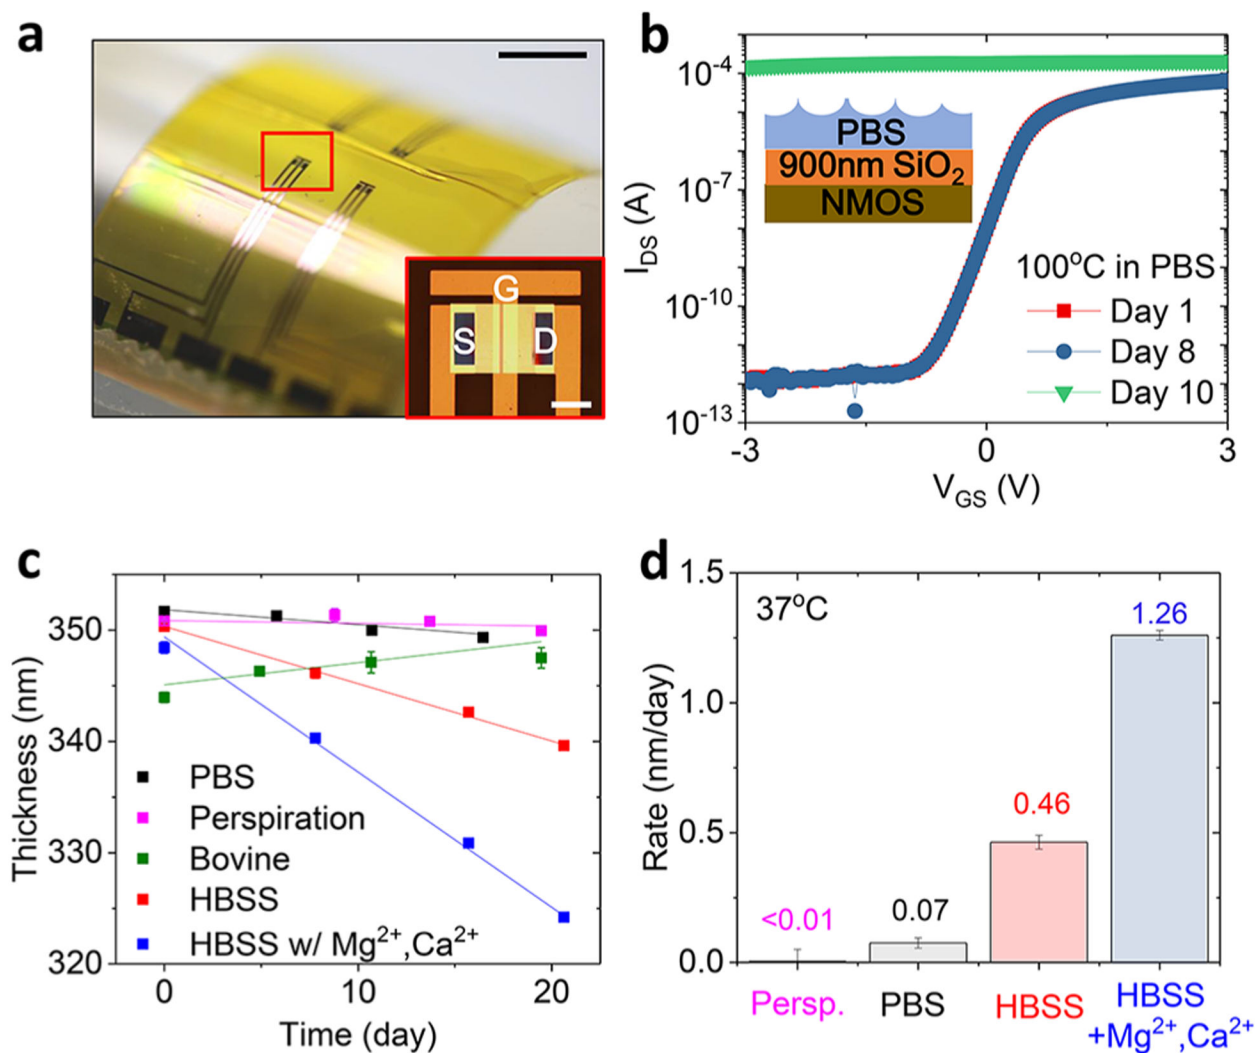 a
G
S
D
b
10⁻⁴
10⁻⁷
10⁻¹⁰
10⁻¹³
I_DS (A)
PBS
900nm SiO₂
NMOS
100°C in PBS
Day 1
Day 8
Day 10
-3
0
3
V_GS (V)
c
350
340
330
320
Thickness (nm)
PBS
Perspiration
Bovine
HBSS
HBSS w/ Mg²⁺,Ca²⁺
0
10
20
Time (day)
d
1.5
1.0
0.5
0.0
Rate (nm/day)
37°C
<0.01
0.07
0.46
1.26
Persp.
PBS
HBSS
HBSS
+Mg²⁺,Ca²⁺